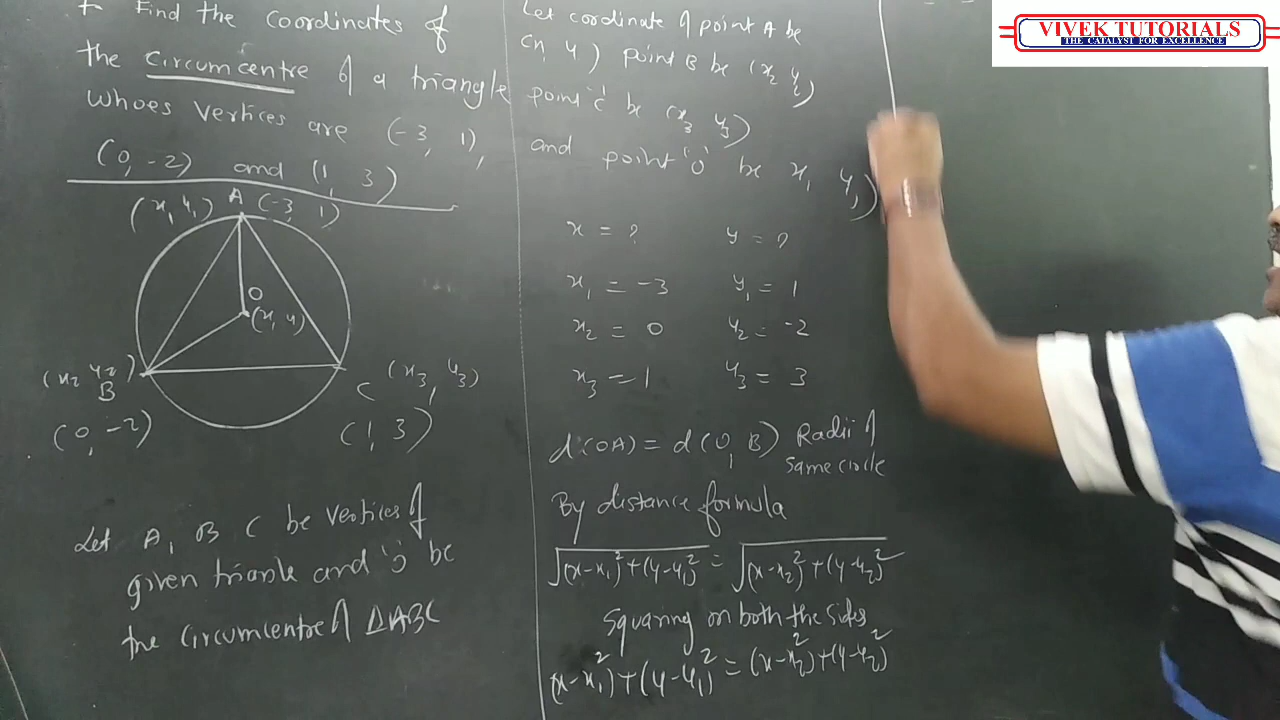 Find the coordinates of
the circumcentre of a triangle
whoes vertices are (-3, 1),
(0, -2) and (1, 3)
(x, y₁) A (-3, 1)
O
(x, y)
(x₂ y₂)
B
(0, -2)
C (x₃, y₃)
(1, 3)
Let A, B C be vertices of
given triangle and 'O' be
the circumcentre of △ABC
Let cordinate of point A be
point B be (x₂ y₂)
point 'C' be (x₃ y₃)
and point 'O' be x₁ y₁)
x = ? y = ?
x₁ = -3 y₁ = 1
x₂ = 0 y₂ = -2
x₃ = 1 y₃ = 3
d(OA) = d(O, B) Radii of
same circle
By distance formula
√(x-x₁)²+(y-y₁)² = √(x-x₂)²+(y-y₂)²
Squaring on both the sides
(x-x₁)²+(y-y₁)² = (x-x₂)²+(y-y₂)²
VIVEK TUTORIALS
THE CATALYST FOR EXCELLENCE